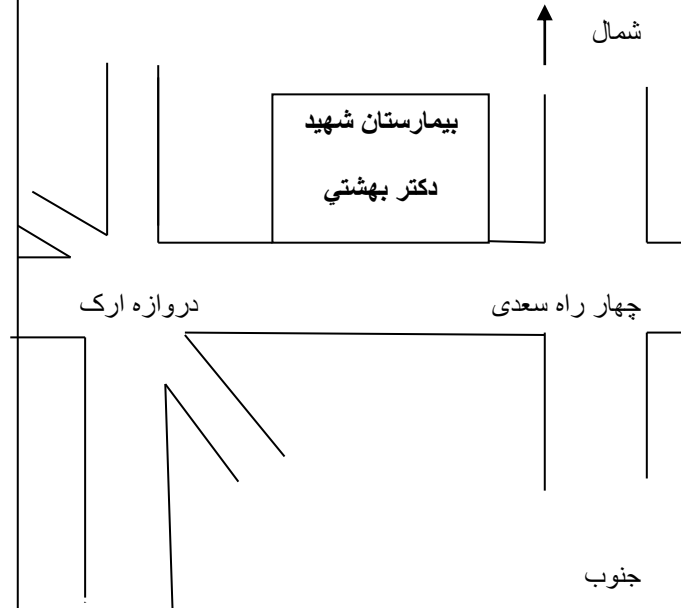 شمال
بیمارستان شهید
دکتر بهشتي
چهار راه سعدی
دروازه ارک
جنوب